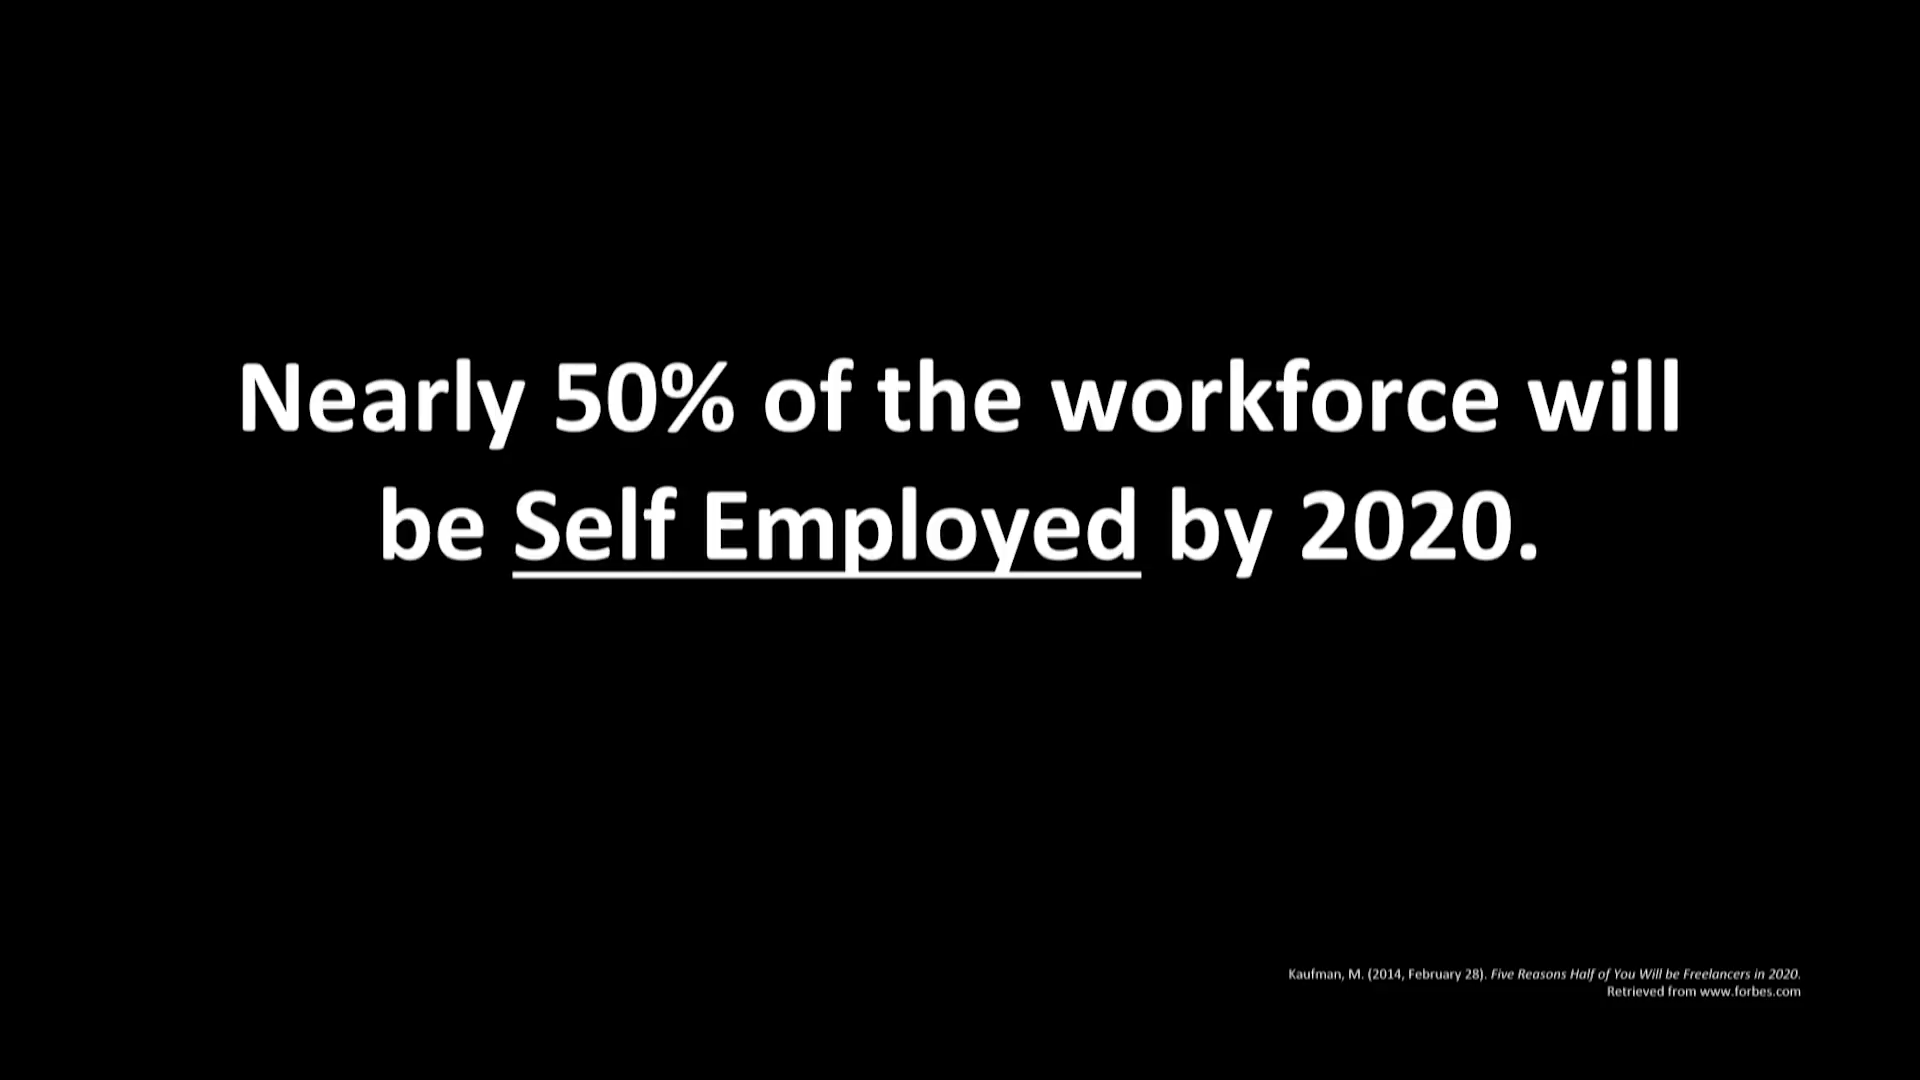 Nearly 50% of the workforce will
be Self Employed by 2020.
Kaufman, M. (2014, February 28). Five Reasons Half of You Will be Freelancers in 2020.
Retrieved from www.forbes.com